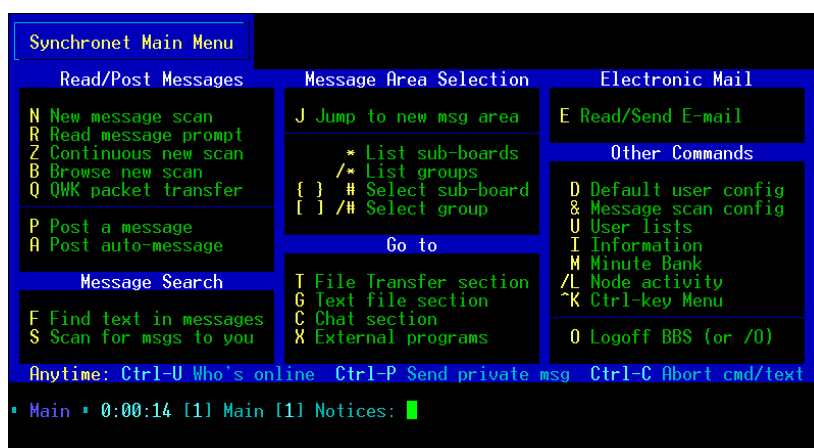 Synchronet Main Menu
Read/Post Messages
N New message scan
R Read message prompt
Z Continuous new scan
B Browse new scan
Q QWK packet transfer
P Post a message
A Post auto-message
Message Search
F Find text in messages
S Scan for msgs to you
Message Area Selection
J Jump to new msg area
* List sub-boards
/* List groups
{ } # Select sub-board
[ ] /# Select group
Go to
T File Transfer section
G Text file section
C Chat section
X External programs
Electronic Mail
E Read/Send E-mail
Other Commands
D Default user config
& Message scan config
U User lists
I Information
M Minute Bank
/L Node activity
^K Ctrl-key Menu
O Logoff BBS (or /O)
Anytime: Ctrl-U Who's online Ctrl-P Send private msg Ctrl-C Abort cmd/text
▪ Main ▪ 0:00:14 [1] Main [1] Notices: